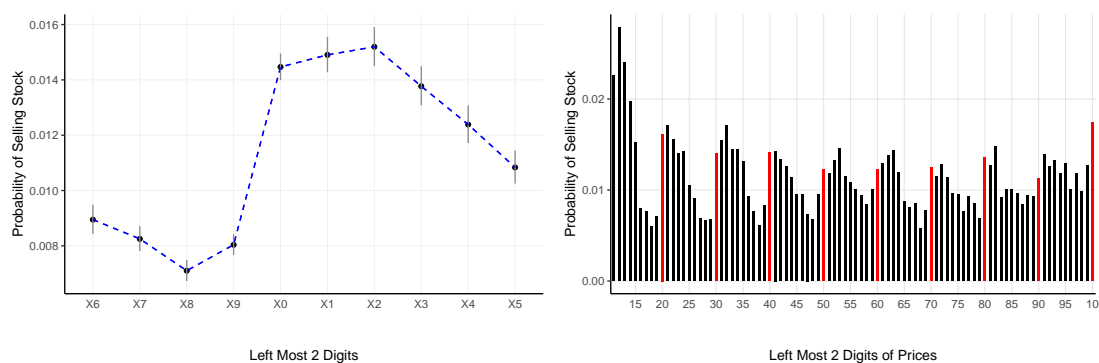 Probability of Selling Stock
0.016
0.014
0.012
0.010
0.008
X6 X7 X8 X9 X0 X1 X2 X3 X4 X5
Left Most 2 Digits
Probability of Selling Stock
0.02
0.01
0.00
15 20 25 30 35 40 45 50 55 60 65 70 75 80 85 90 95 10
Left Most 2 Digits of Prices